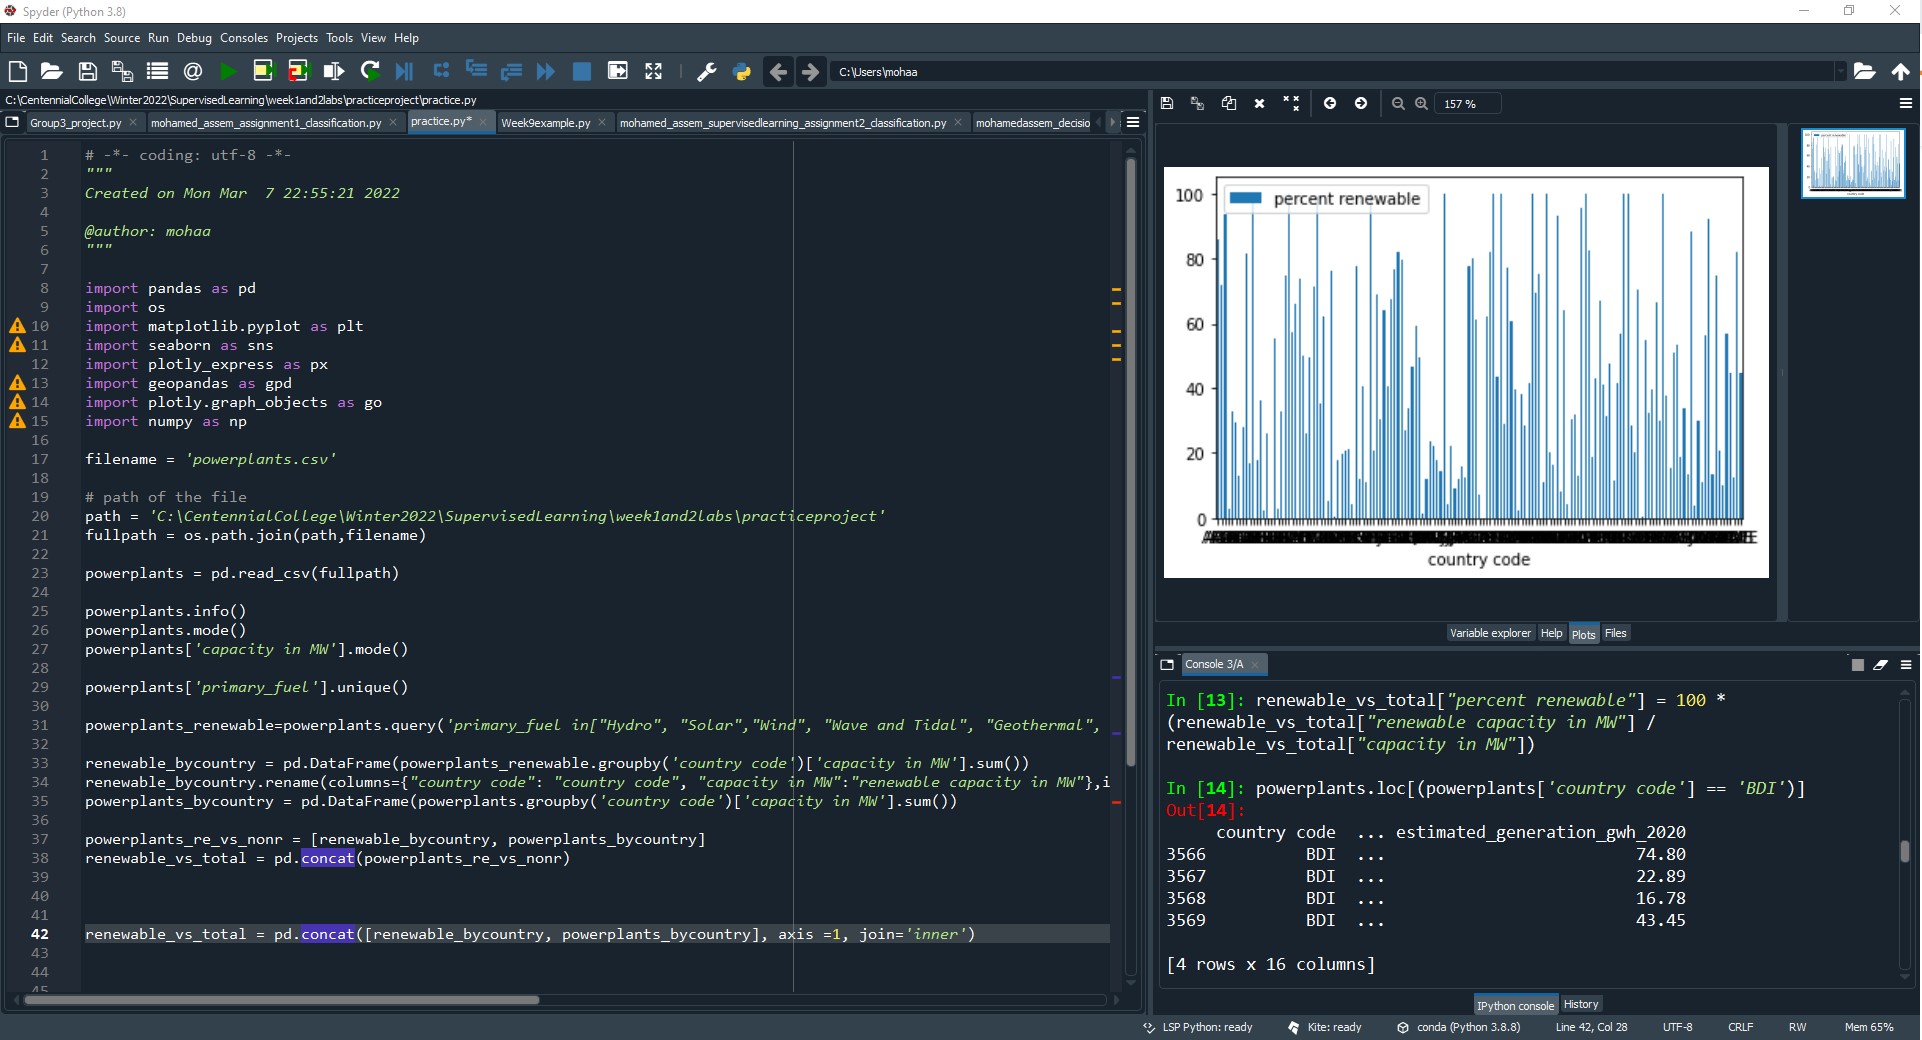 Spyder (Python 3.8)
File Edit Search Source Run Debug Consoles Projects Tools View Help
C:\Users\mohaa
C:\CentennialCollege\Winter2022\SupervisedLearning\week1and2labs\practiceproject\practice.py
Group3_project.py mohamed_assem_assignment1_classification.py practice.py* Week9example.py mohamed_assem_supervisedlearning_assignment2_classification.py mohamedassem_decisio
1 # -*- coding: utf-8 -*-
2 """
3 Created on Mon Mar  7 22:55:21 2022
4
5 @author: mohaa
6 """
7
8 import pandas as pd
9 import os
10 import matplotlib.pyplot as plt
11 import seaborn as sns
12 import plotly_express as px
13 import geopandas as gpd
14 import plotly.graph_objects as go
15 import numpy as np
16
17 filename = 'powerplants.csv'
18
19 # path of the file
20 path = 'C:\CentennialCollege\Winter2022\SupervisedLearning\week1and2labs\practiceproject'
21 fullpath = os.path.join(path,filename)
22
23 powerplants = pd.read_csv(fullpath)
24
25 powerplants.info()
26 powerplants.mode()
27 powerplants['capacity in MW'].mode()
28
29 powerplants['primary_fuel'].unique()
30
31 powerplants_renewable=powerplants.query('primary_fuel in["Hydro", "Solar","Wind", "Wave and Tidal", "Geothermal",
32
33 renewable_bycountry = pd.DataFrame(powerplants_renewable.groupby('country code')['capacity in MW'].sum())
34 renewable_bycountry.rename(columns={"country code": "country code", "capacity in MW":"renewable capacity in MW"},i
35 powerplants_bycountry = pd.DataFrame(powerplants.groupby('country code')['capacity in MW'].sum())
36
37 powerplants_re_vs_nonr = [renewable_bycountry, powerplants_bycountry]
38 renewable_vs_total = pd.concat(powerplants_re_vs_nonr)
39
40
41
42 renewable_vs_total = pd.concat([renewable_bycountry, powerplants_bycountry], axis =1, join='inner')
43
44
45
157 %
percent renewable
100
80
60
40
20
0
country code
Variable explorer Help Plots Files
Console 3/A
In [13]: renewable_vs_total["percent renewable"] = 100 *
(renewable_vs_total["renewable capacity in MW"] /
renewable_vs_total["capacity in MW"])
In [14]: powerplants.loc[(powerplants['country code'] == 'BDI')]
Out[14]:
country code ... estimated_generation_gwh_2020
3566 BDI ... 74.80
3567 BDI ... 22.89
3568 BDI ... 16.78
3569 BDI ... 43.45
[4 rows x 16 columns]
IPython console History
LSP Python: ready Kite: ready conda (Python 3.8.8) Line 42, Col 28 UTF-8 CRLF RW Mem 65%